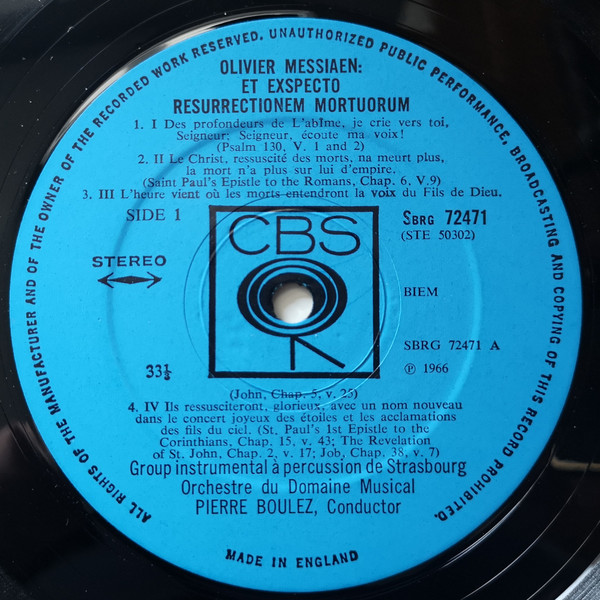 ALL RIGHTS OF THE MANUFACTURER AND OF THE OWNER OF THE RECORDED WORK RESERVED. UNAUTHORIZED PUBLIC PERFORMANCE, BROADCASTING AND COPYING OF THIS RECORD PROHIBITED.
OLIVIER MESSIAEN:
ET EXSPECTO
RESURRECTIONEM MORTUORUM
1. I Des profondeurs de L'abIme, je crie vers toi,
Seigneur; Seigneur, écoute ma voix!
(Psalm 130, V. 1 and 2)
2. II Le Christ, ressuscité des morts, na meurt plus,
la mort n'a plus sur lui d'empire.
(Saint Paul's Epistle to the Romans, Chap. 6, V.9)
3. III L'heure vient où les morts entendront la voix du Fils de Dieu.
SIDE 1
CBS
SBRG 72471
(STE 50302)
STEREO
BIEM
33⅓
SBRG 72471 A
Ⓟ 1966
(John, Chap. 5, v. 25)
4. IV Ils ressusciteront, glorieux, avec un nom nouveau
dans le concert joyeux des étoiles et les acclamations
des fils du ciel. (St. Paul's 1st Epistle to the
Corinthians, Chap. 15, v. 43; The Revelation
of St. John, Chap. 2, v. 17; Job, Chap. 38, v. 7)
Group instrumental à percussion de Strasbourg
Orchestre du Domaine Musical
PIERRE BOULEZ, Conductor
MADE IN ENGLAND